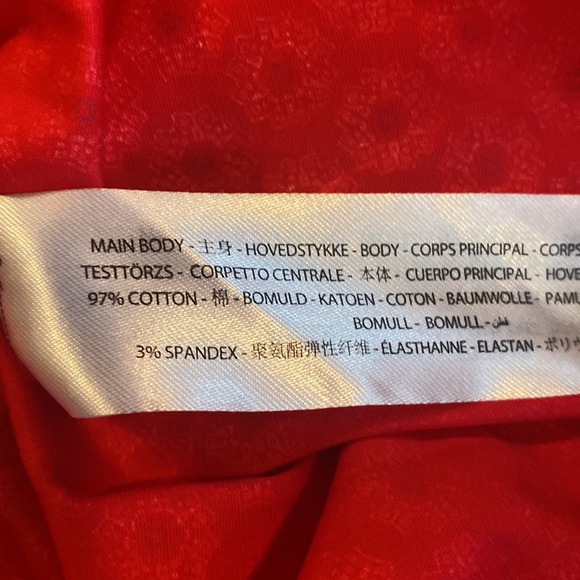 MAIN BODY - 主身 - HOVEDSTYKKE - BODY - CORPS PRINCIPAL - CORPS
TESTTÖRZS - CORPETTO CENTRALE - 本体 - CUERPO PRINCIPAL - HOVE
97% COTTON - 棉 - BOMULD - KATOEN - COTON - BAUMWOLLE - PAMU
BOMULL - BOMULL - قطن
3% SPANDEX - 聚氨酯弹性纤维 - ÉLASTHANNE - ELASTAN - ポリウ